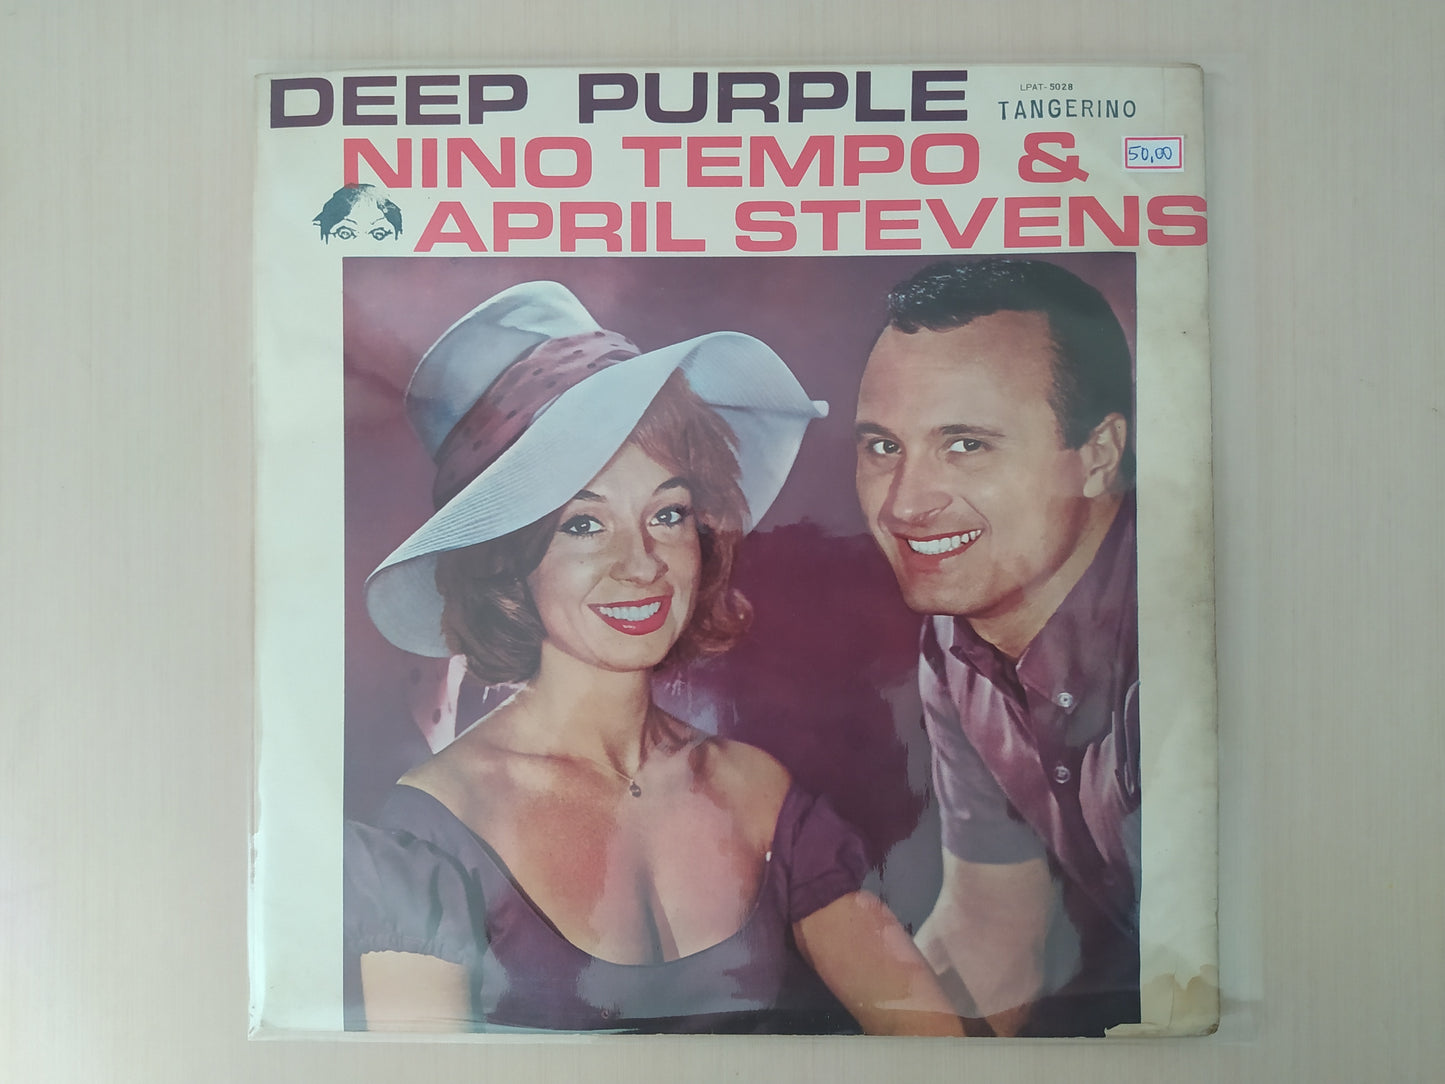 DEEP PURPLE
LPAT-5028
TANGERINO
NINO TEMPO &
50,00
APRIL STEVENS